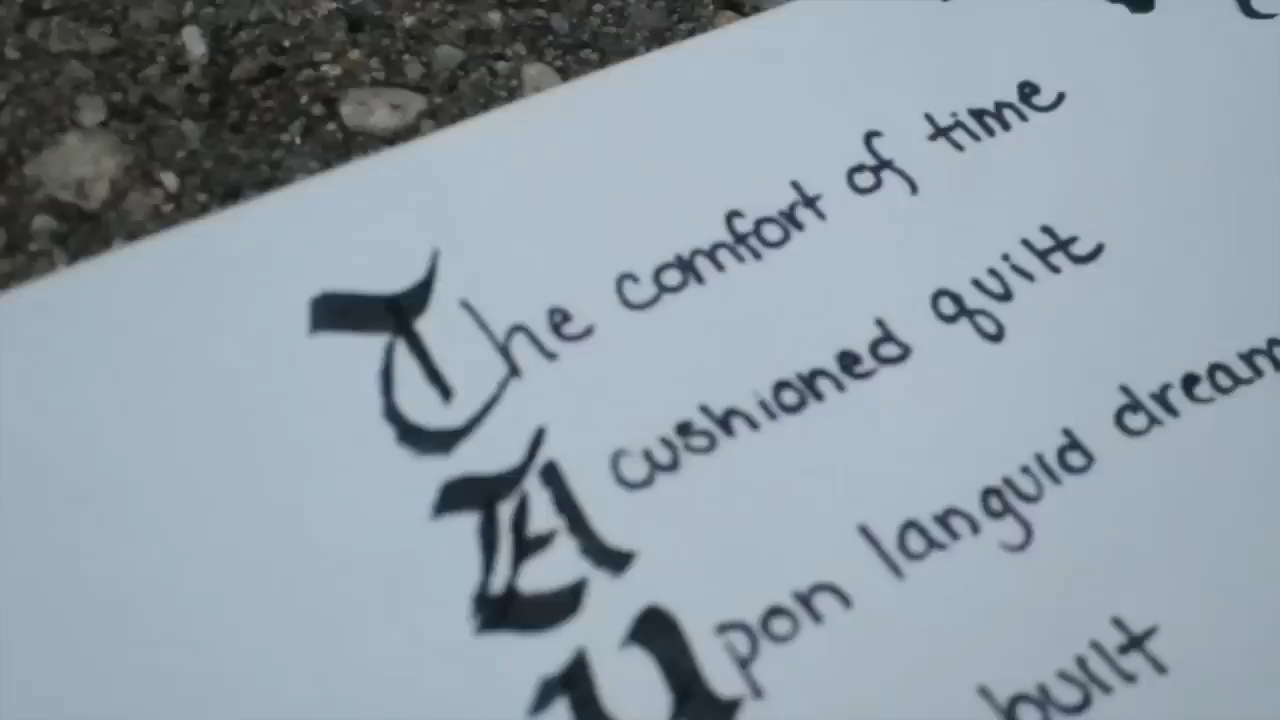 The comfort of time
A cushioned quilt
Upon languid dream
built